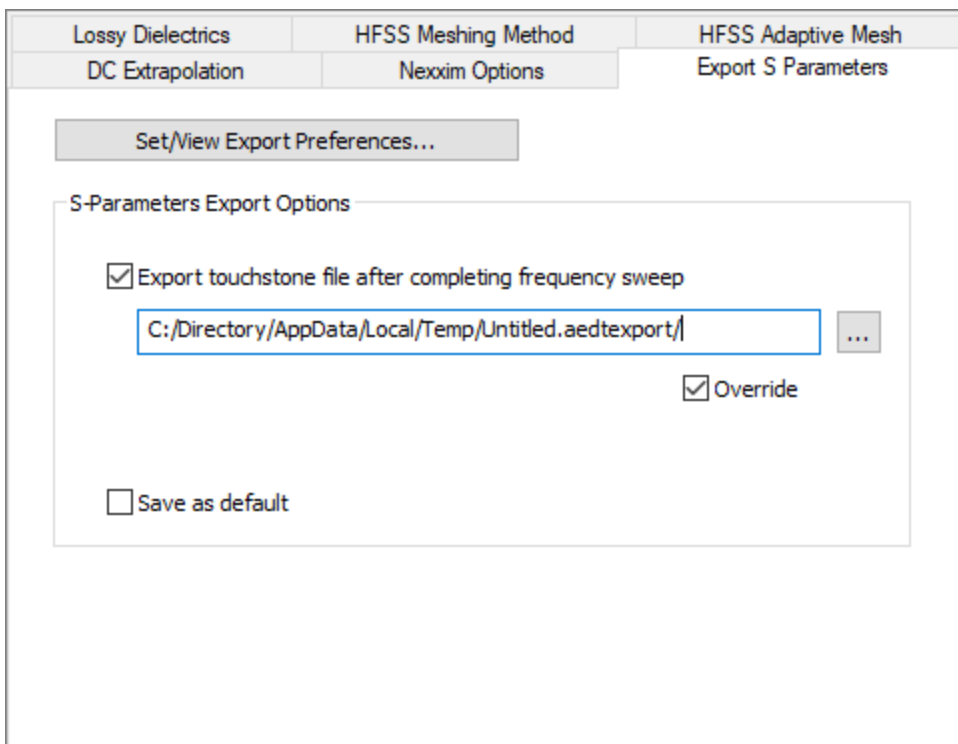 Lossy Dielectrics HFSS Meshing Method HFSS Adaptive Mesh
DC Extrapolation Nexxim Options Export S Parameters
Set/View Export Preferences...
S-Parameters Export Options
Export touchstone file after completing frequency sweep
C:/Directory/AppData/Local/Temp/Untitled.aedtexport/
...
Override
Save as default